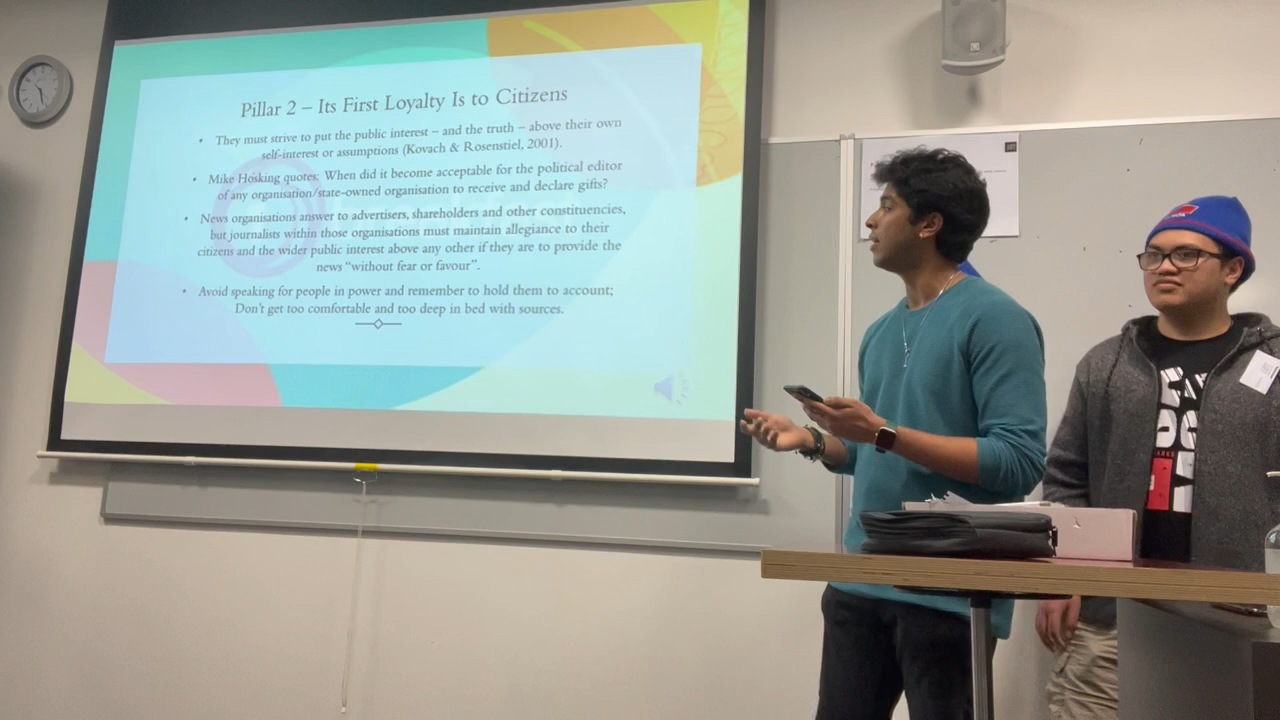 Pillar 2 – Its First Loyalty Is to Citizens
• They must strive to put the public interest – and the truth – above their own
self-interest or assumptions (Kovach & Rosenstiel, 2001).
• Mike Hosking quotes: When did it become acceptable for the political editor
of any organisation/state-owned organisation to receive and declare gifts?
• News organisations answer to advertisers, shareholders and other constituencies,
but journalists within those organisations must maintain allegiance to their
citizens and the wider public interest above any other if they are to provide the
news “without fear or favour”.
• Avoid speaking for people in power and remember to hold them to account;
Don't get too comfortable and too deep in bed with sources.